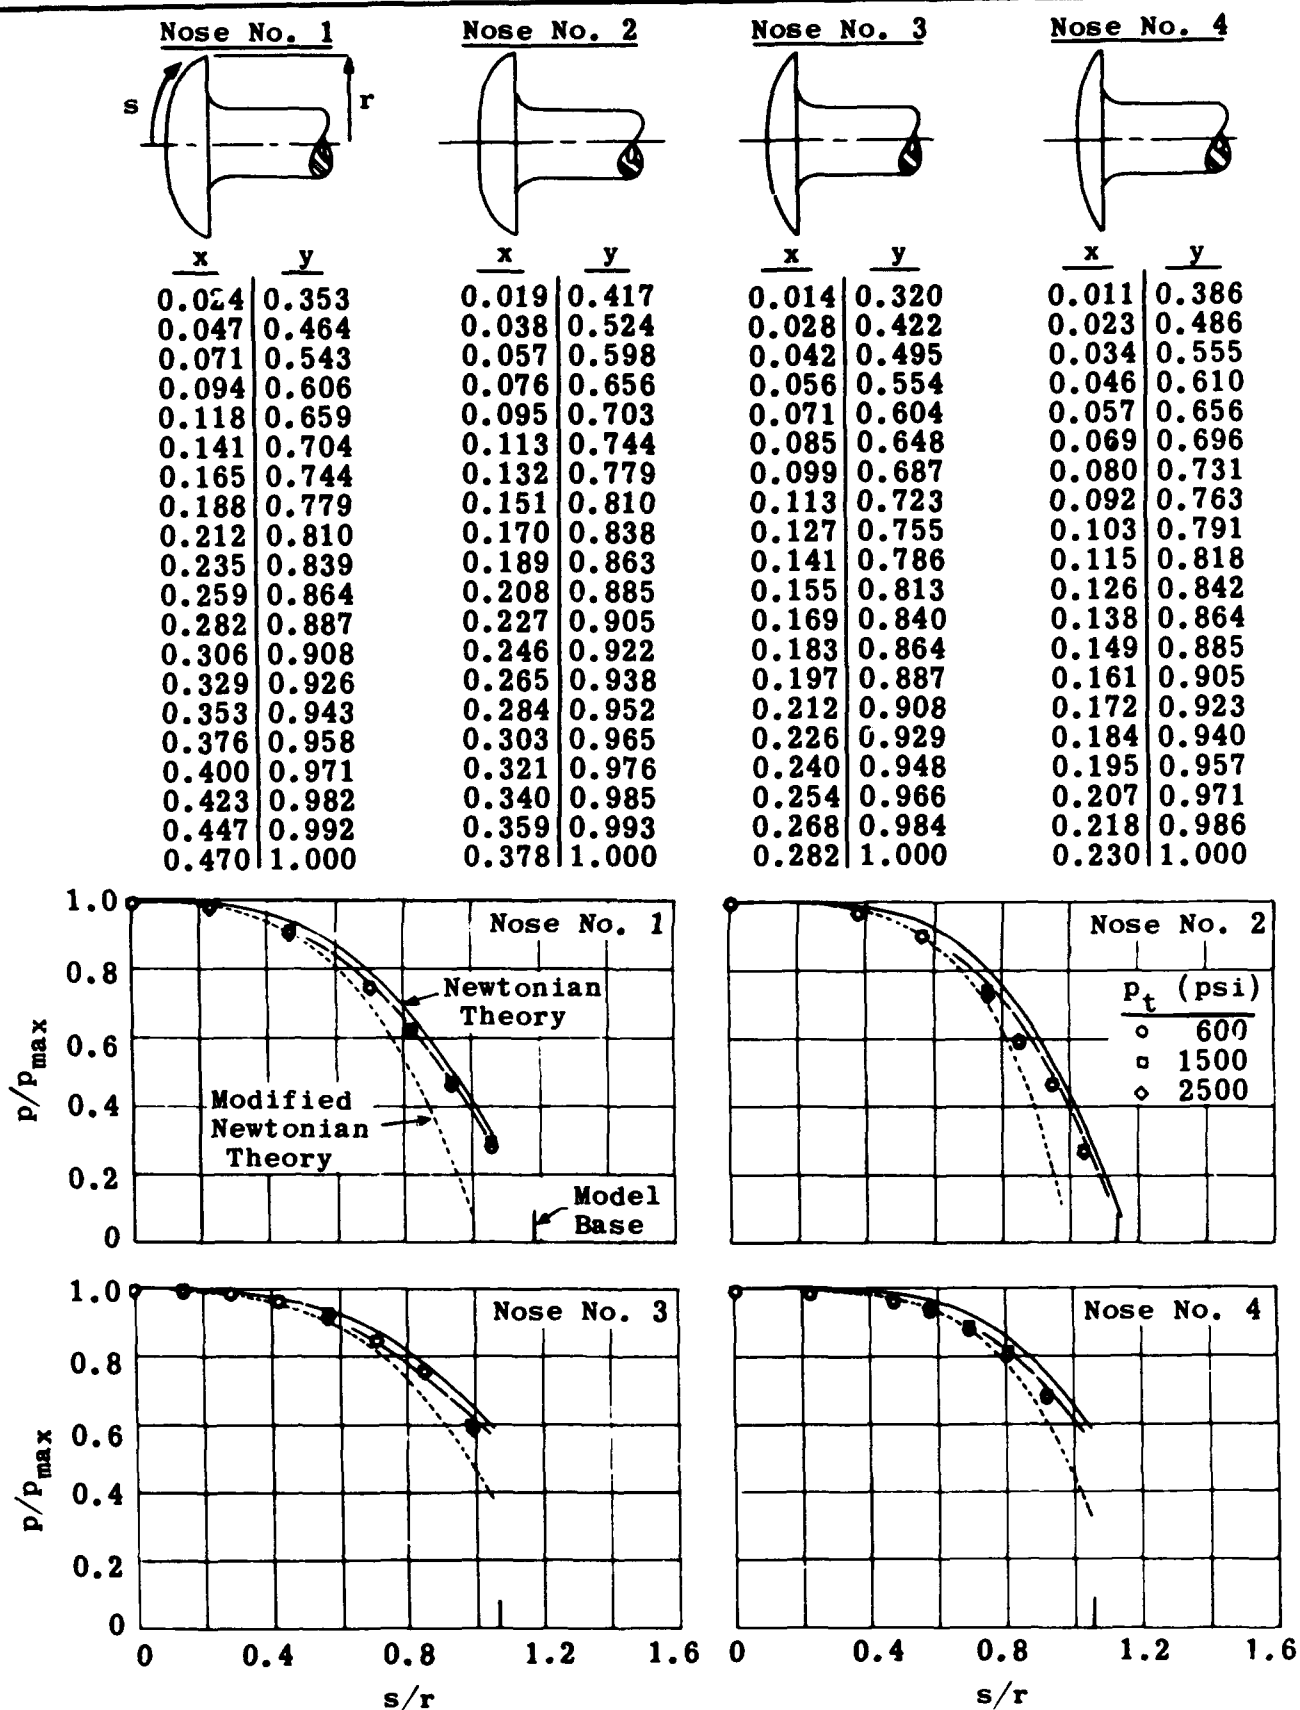 Nose No. 1 Nose No. 2 Nose No. 3 Nose No. 4
s r
x y x y x y x y
0.024 0.353 0.019 0.417 0.014 0.320 0.011 0.386
0.047 0.464 0.038 0.524 0.028 0.422 0.023 0.486
0.071 0.543 0.057 0.598 0.042 0.495 0.034 0.555
0.094 0.606 0.076 0.656 0.056 0.554 0.046 0.610
0.118 0.659 0.095 0.703 0.071 0.604 0.057 0.656
0.141 0.704 0.113 0.744 0.085 0.648 0.069 0.696
0.165 0.744 0.132 0.779 0.099 0.687 0.080 0.731
0.188 0.779 0.151 0.810 0.113 0.723 0.092 0.763
0.212 0.810 0.170 0.838 0.127 0.755 0.103 0.791
0.235 0.839 0.189 0.863 0.141 0.786 0.115 0.818
0.259 0.864 0.208 0.885 0.155 0.813 0.126 0.842
0.282 0.887 0.227 0.905 0.169 0.840 0.138 0.864
0.306 0.908 0.246 0.922 0.183 0.864 0.149 0.885
0.329 0.926 0.265 0.938 0.197 0.887 0.161 0.905
0.353 0.943 0.284 0.952 0.212 0.908 0.172 0.923
0.376 0.958 0.303 0.965 0.226 0.929 0.184 0.940
0.400 0.971 0.321 0.976 0.240 0.948 0.195 0.957
0.423 0.982 0.340 0.985 0.254 0.966 0.207 0.971
0.447 0.992 0.359 0.993 0.268 0.984 0.218 0.986
0.470 1.000 0.378 1.000 0.282 1.000 0.230 1.000
p/pmax
1.0
0.8
0.6
0.4
0.2
0
Nose No. 1
Newtonian
Theory
Modified
Newtonian
Theory
Model
Base
Nose No. 2
pt (psi)
600
1500
2500
p/pmax
1.0
0.8
0.6
0.4
0.2
0
Nose No. 3
Nose No. 4
0 0.4 0.8 1.2 1.6
s/r
0 0.4 0.8 1.2 1.6
s/r